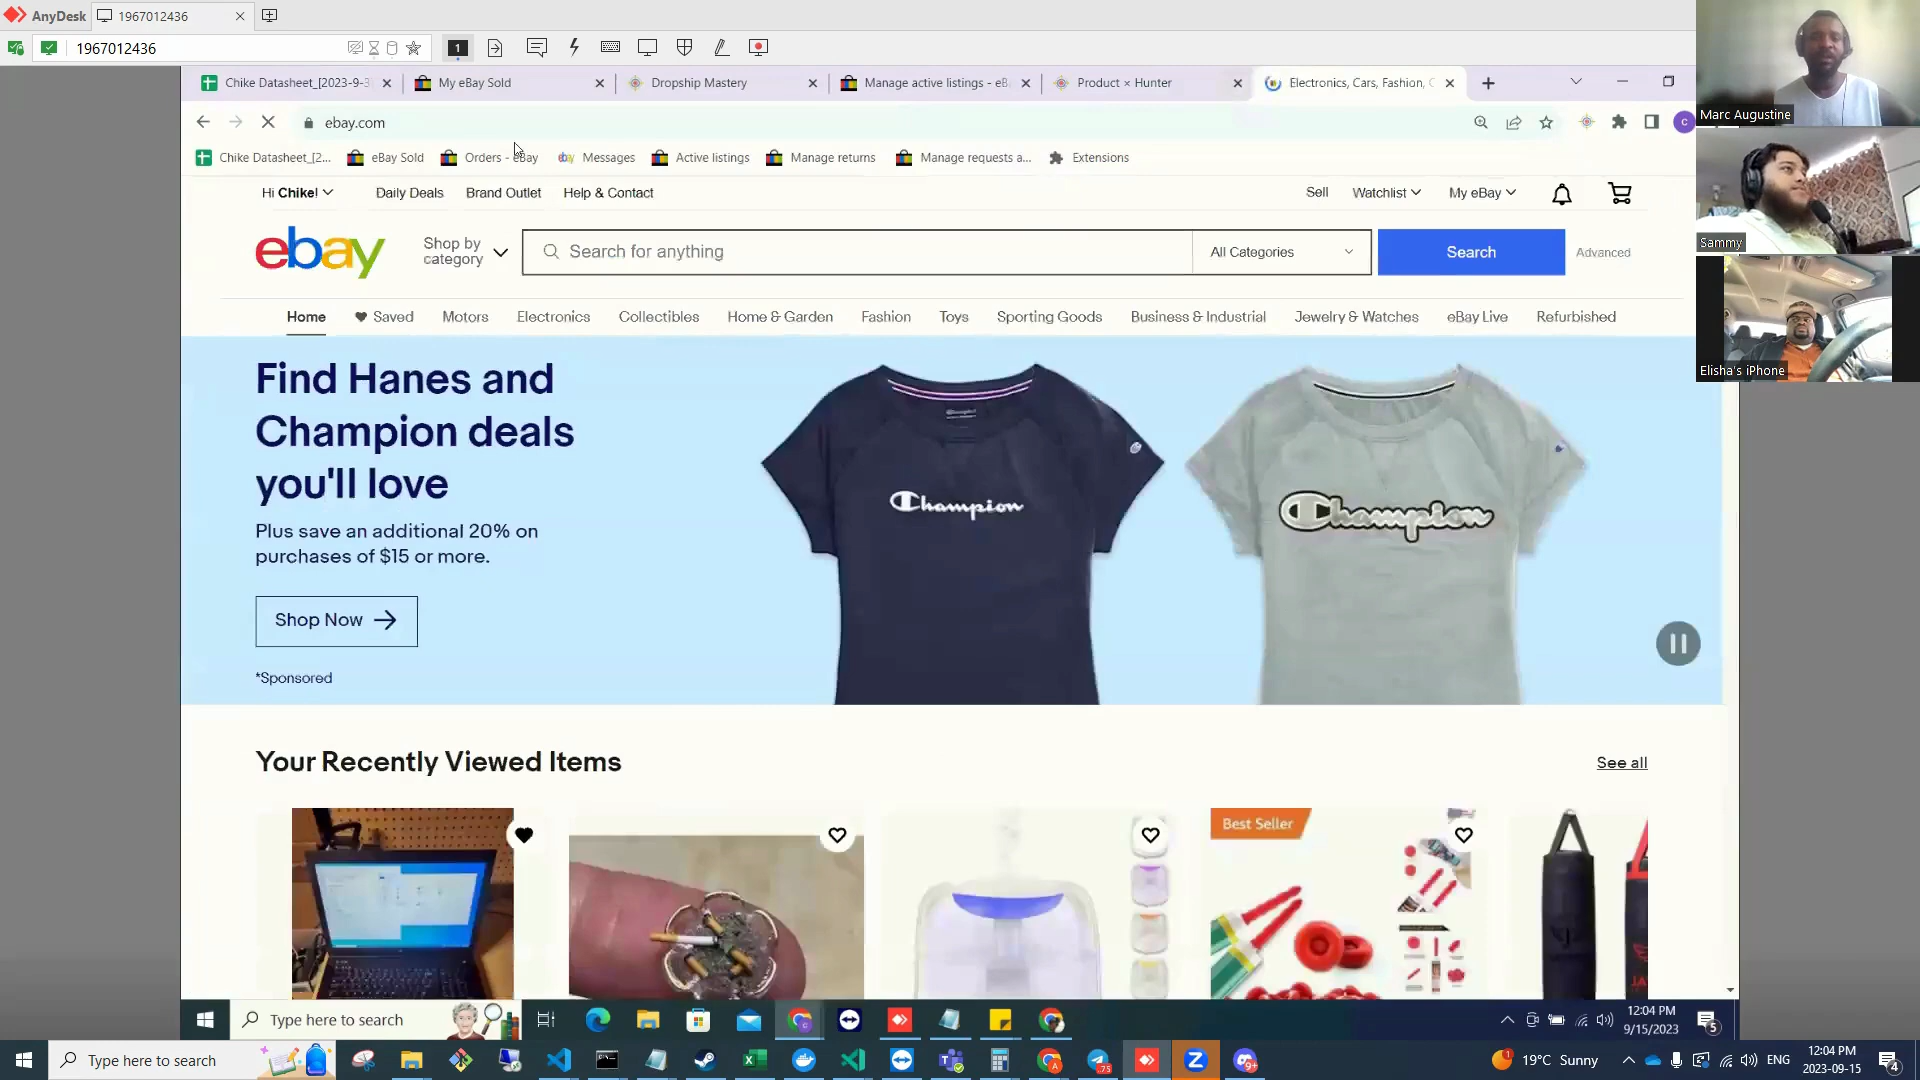 AnyDesk
1967012436
1967012436
1
Chike Datasheet_[2023-9-3
My eBay Sold
Dropship Mastery
Manage active listings - eB
Product × Hunter
Electronics, Cars, Fashion, C
ebay.com
Chike Datasheet_[2...
eBay Sold
Orders - eBay
Messages
Active listings
Manage returns
Manage requests a...
Extensions
Hi Chike!
Daily Deals
Brand Outlet
Help & Contact
Sell
Watchlist
My eBay
ebay
Shop by
category
Search for anything
All Categories
Search
Advanced
Home
Saved
Motors
Electronics
Collectibles
Home & Garden
Fashion
Toys
Sporting Goods
Business & Industrial
Jewelry & Watches
eBay Live
Refurbished
Find Hanes and
Champion deals
you'll love
Plus save an additional 20% on
purchases of $15 or more.
Shop Now
*Sponsored
Champion
Champion
Your Recently Viewed Items
See all
Best Seller
Type here to search
12:04 PM
9/15/2023
5
Type here to search
19°C Sunny
ENG
12:04 PM
2023-09-15
4
Marc Augustine
Sammy
Elisha's iPhone